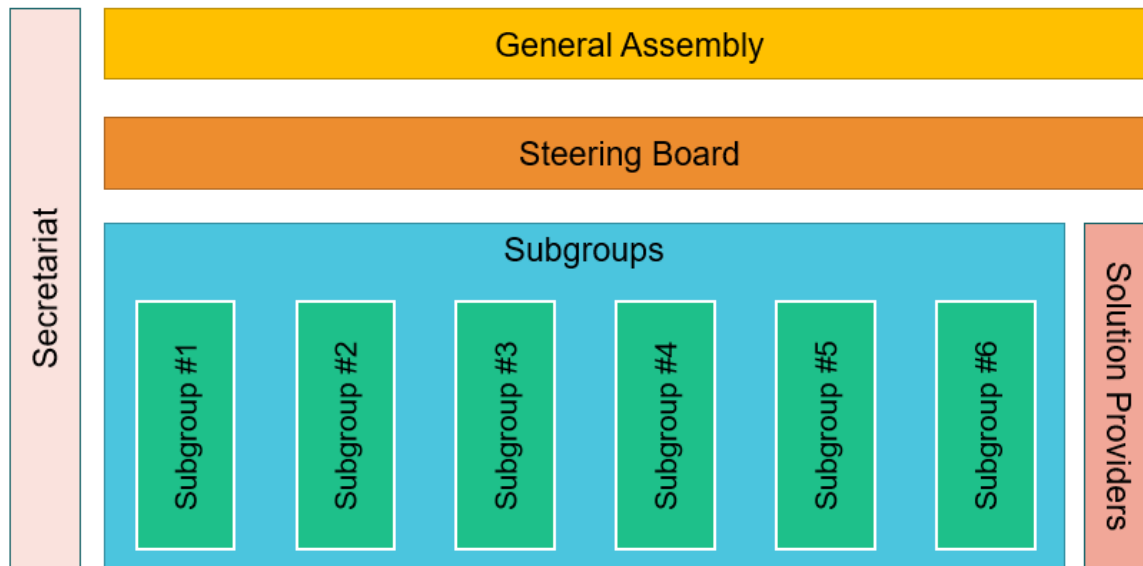 General Assembly
Steering Board
Secretariat
Subgroups
Subgroup #1
Subgroup #2
Subgroup #3
Subgroup #4
Subgroup #5
Subgroup #6
Solution Providers